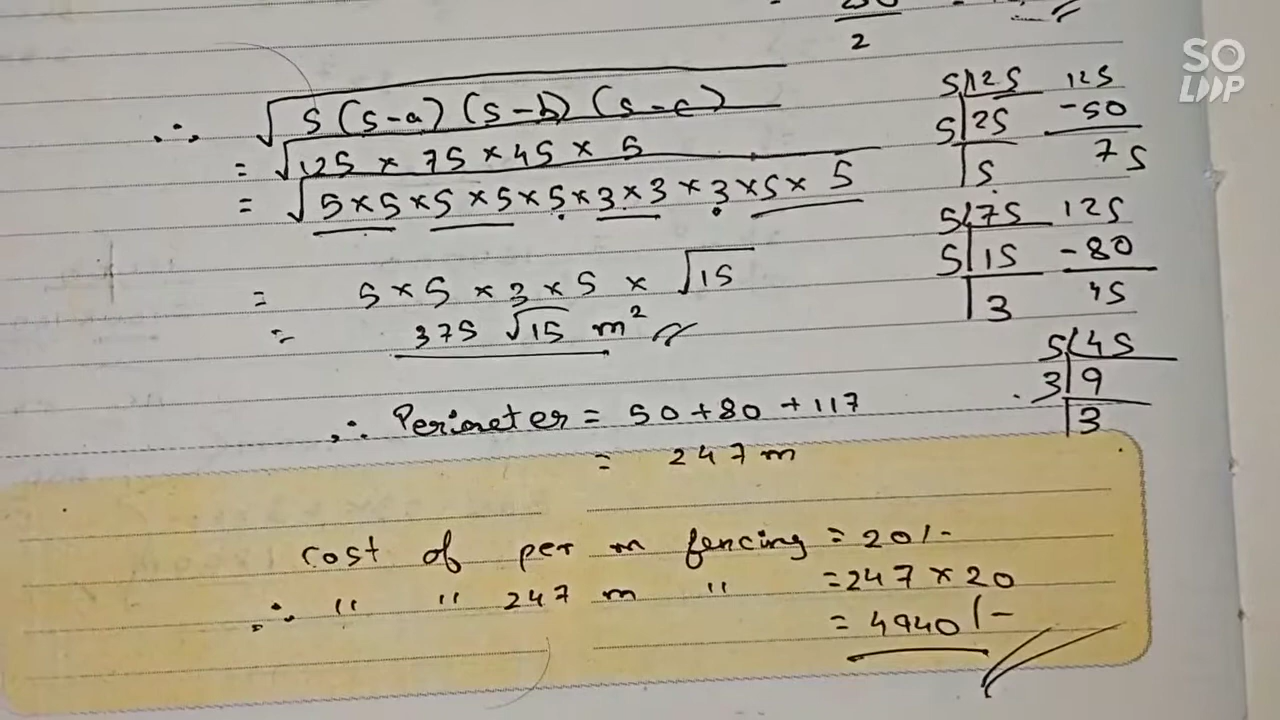 2
∴ √S(S-a)(S-b)(S-c)
= √125 × 75 × 45 × 5
= √5×5×5×5×5×3×3×3×5×5
= 5×5×3×5×√15
= 375 √15 m²
∴ Perimeter = 50+80+117
= 247m
cost of per m fencing = 20/-
∴ " " 247 m " = 247×20
= 4940/-
SO
LOOP
5 125 125
5 25 -50
5 75
5 75 125
5 15 -80
3 45
5 45
3 9
3